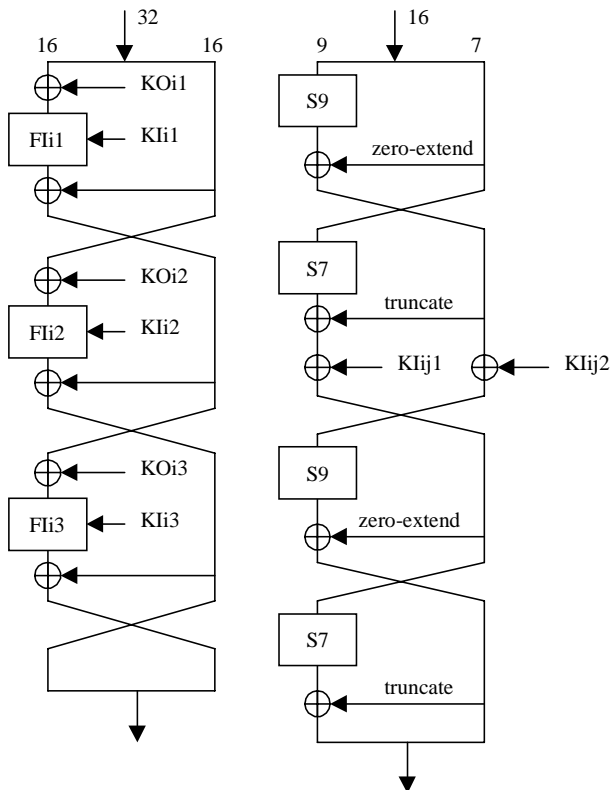 32
16 16
KOi1
FIi1 KIi1
KOi2
FIi2 KIi2
KOi3
FIi3 KIi3
16
9 7
S9
zero-extend
S7
truncate
KIij1 KIij2
S9
zero-extend
S7
truncate